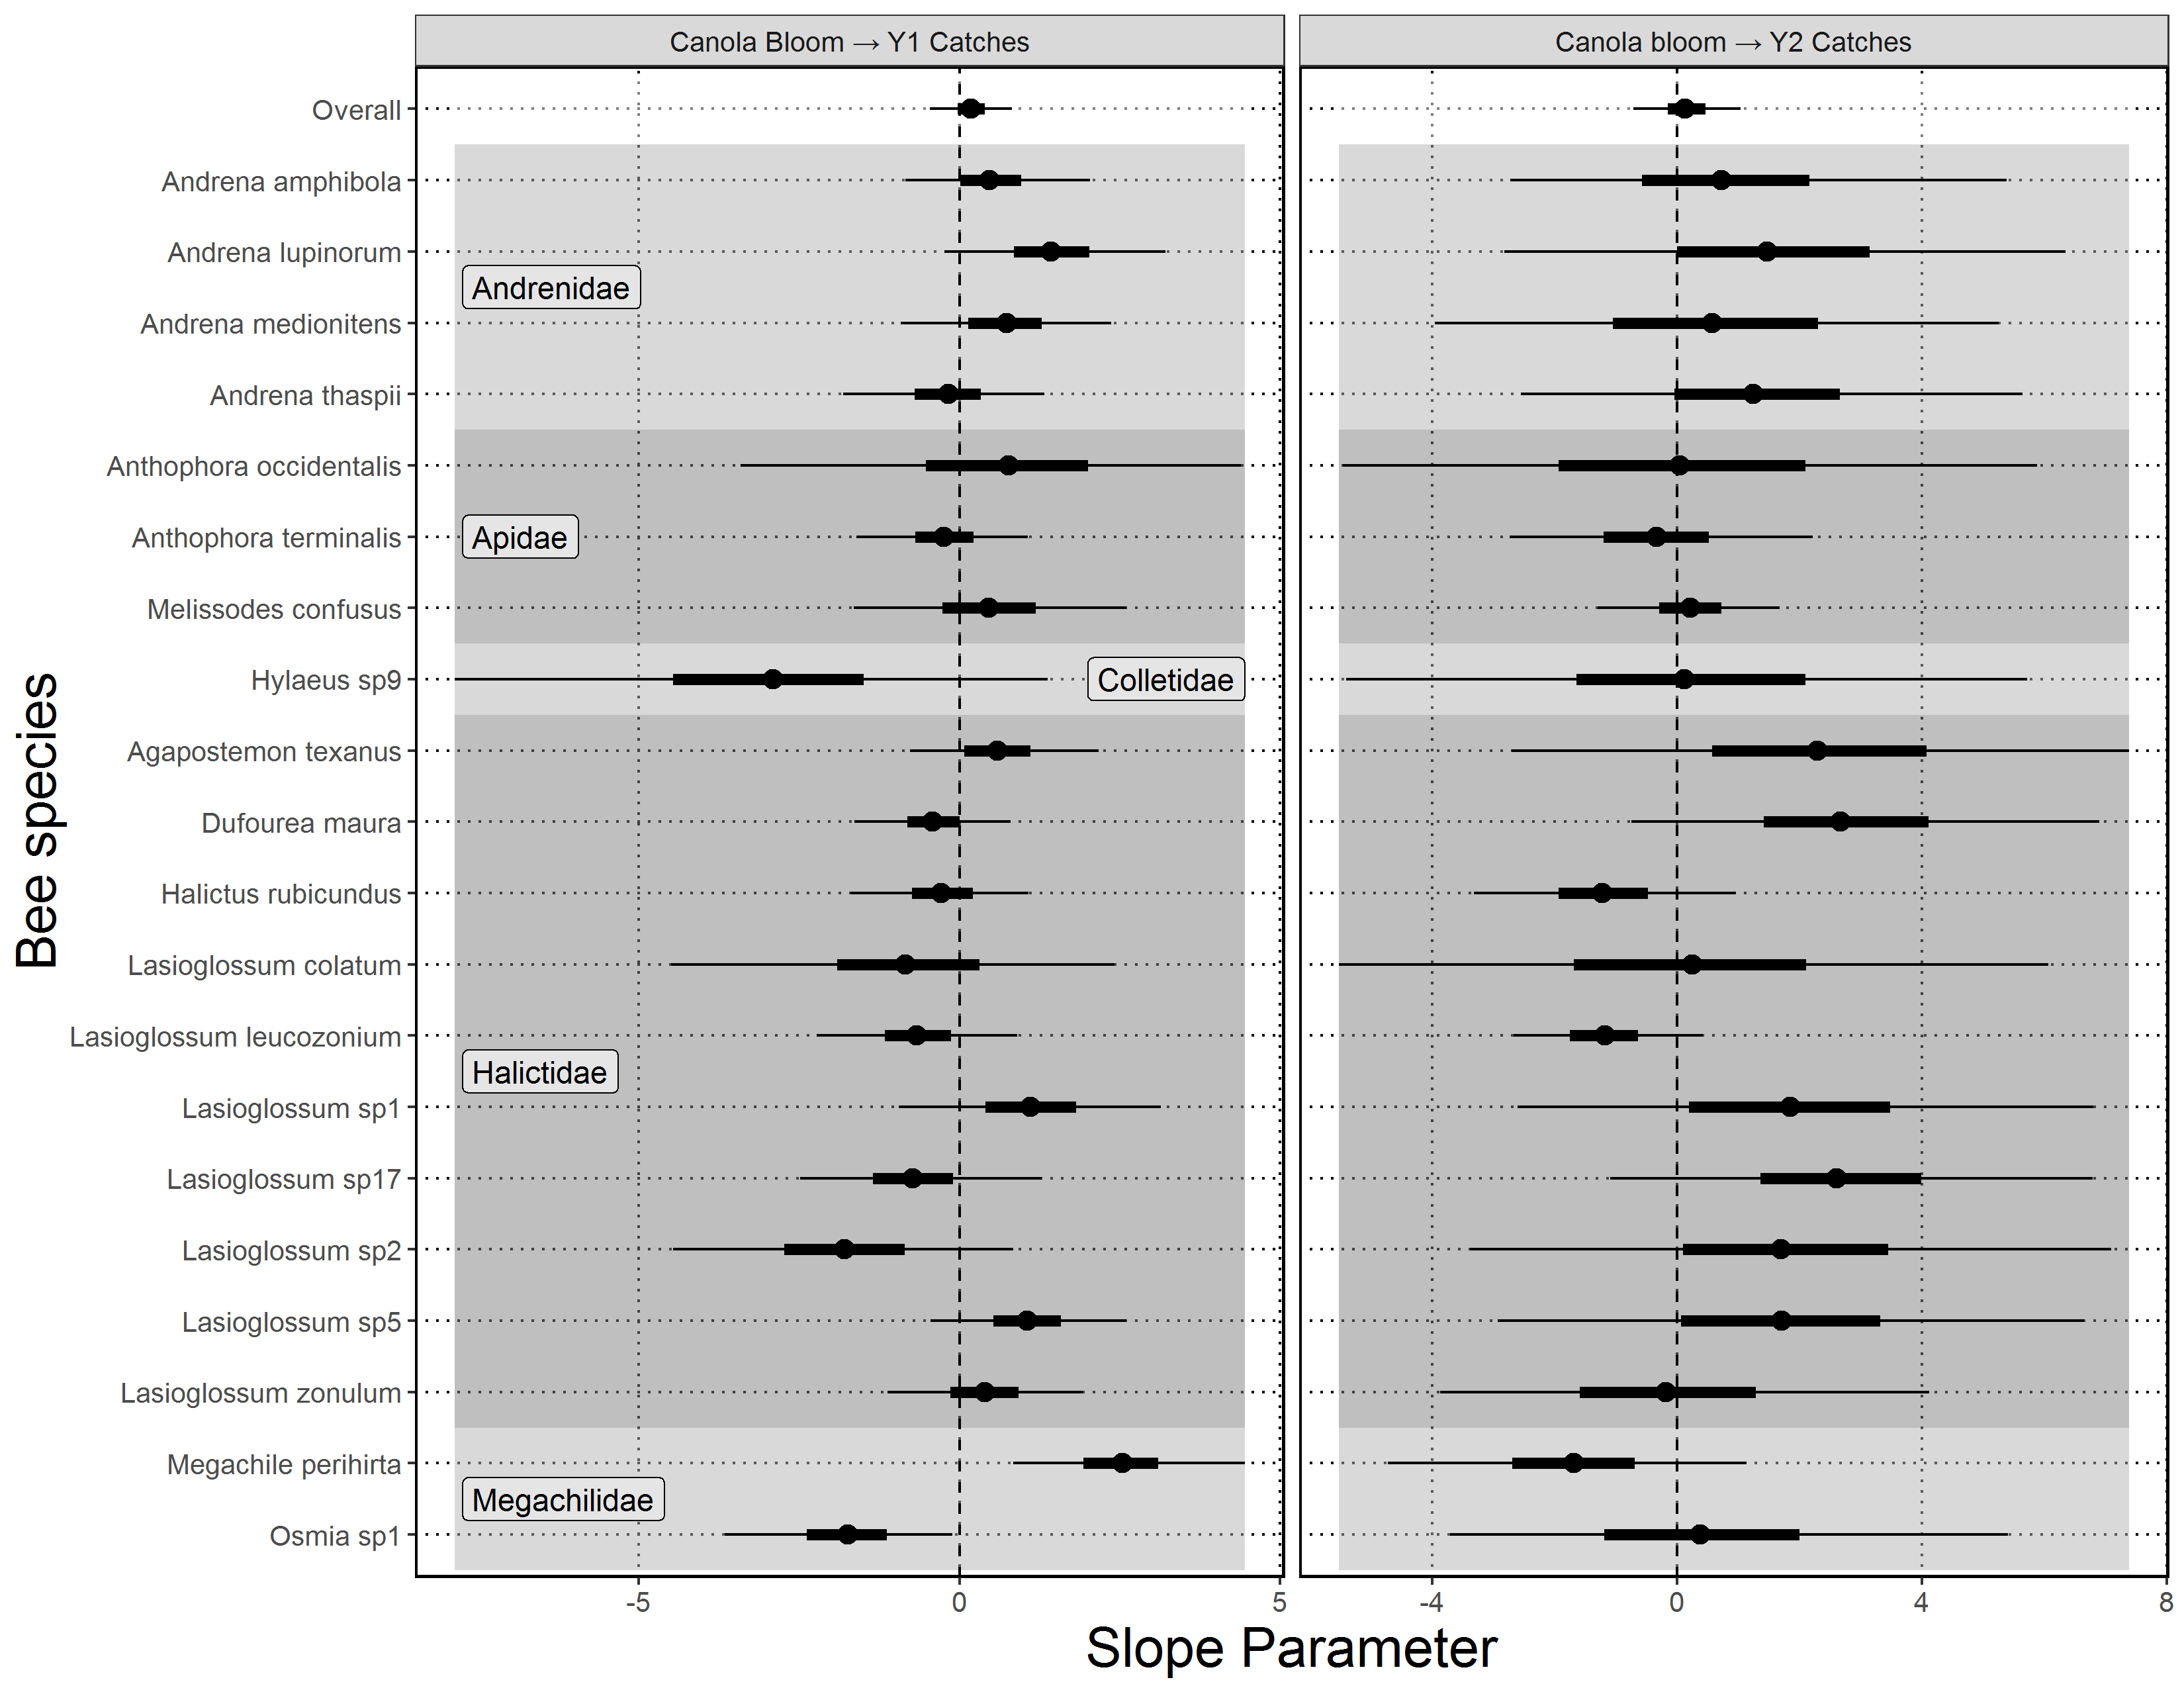 Canola Bloom → Y1 Catches
Canola bloom → Y2 Catches
Overall
Andrena amphibola
Andrena lupinorum
Andrenidae
Andrena medionitens
Andrena thaspii
Anthophora occidentalis
Anthophora terminalis
Apidae
Melissodes confusus
Hylaeus sp9
Colletidae
Agapostemon texanus
Dufourea maura
Halictus rubicundus
Lasioglossum colatum
Lasioglossum leucozonium
Halictidae
Lasioglossum sp1
Lasioglossum sp17
Lasioglossum sp2
Lasioglossum sp5
Lasioglossum zonulum
Megachile perihirta
Megachilidae
Osmia sp1
Bee species
-5 0 5
-4 0 4 8
Slope Parameter